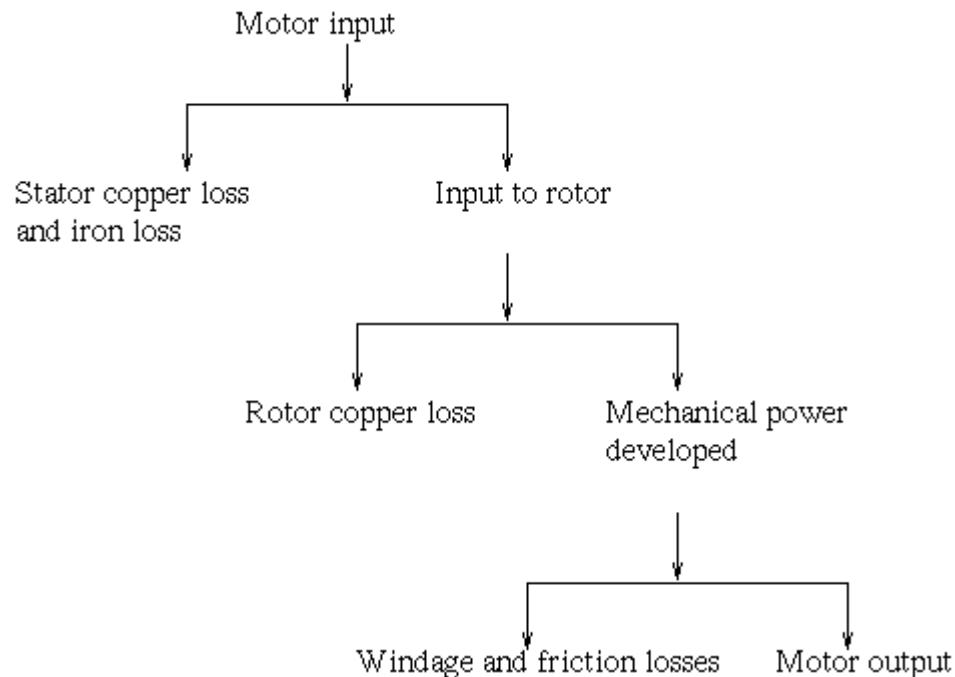 Motor input
Stator copper loss
and iron loss
Input to rotor
Rotor copper loss
Mechanical power
developed
Windage and friction losses
Motor output